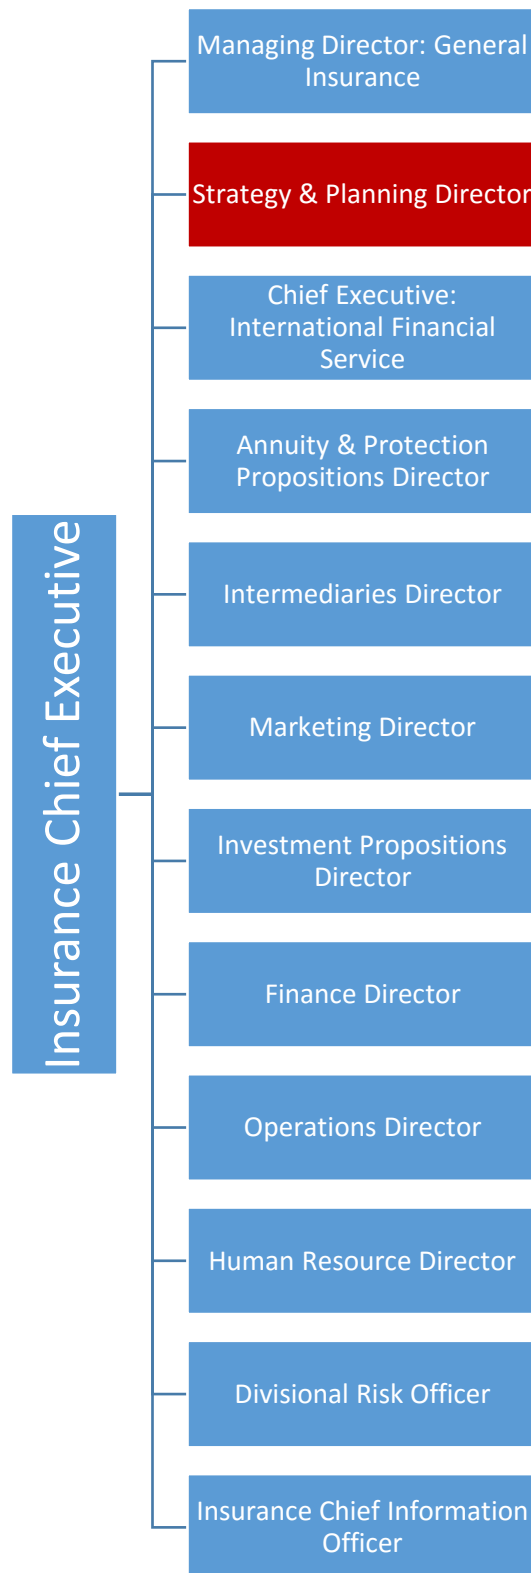 Managing Director: General
Insurance
Strategy & Planning Director
Chief Executive:
International Financial
Service
Annuity & Protection
Propositions Director
Intermediaries Director
Marketing Director
Insurance Chief Executive
Investment Propositions
Director
Finance Director
Operations Director
Human Resource Director
Divisional Risk Officer
Insurance Chief Information
Officer